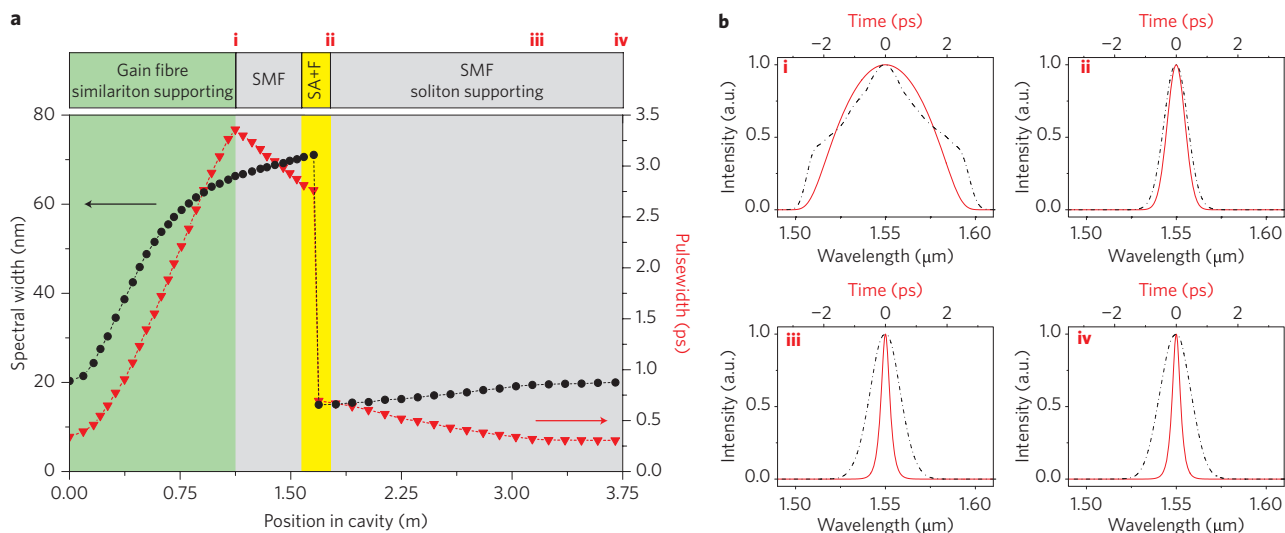 a
i
ii
iii
iv
Gain fibre
similariton supporting
SMF
SA+F
SMF
soliton supporting
80
60
40
20
0
Spectral width (nm)
3.5
3.0
2.5
2.0
1.5
1.0
0.5
0.0
Pulsewidth
(ps)
0.00 0.75 1.50 2.25 3.00 3.75
Position in cavity (m)
b
Time (ps)
−2 0 2
i
1.0
0.5
0.0
Intensity (a.u.)
1.50 1.55 1.60
Wavelength (μm)
Time (ps)
−2 0 2
ii
1.0
0.5
0.0
Intensity (a.u.)
1.50 1.55 1.60
Wavelength (μm)
Time (ps)
−2 0 2
iii
1.0
0.5
0.0
Intensity (a.u.)
1.50 1.55 1.60
Wavelength (μm)
Time (ps)
−2 0 2
iv
1.0
0.5
0.0
Intensity (a.u.)
1.50 1.55 1.60
Wavelength (μm)